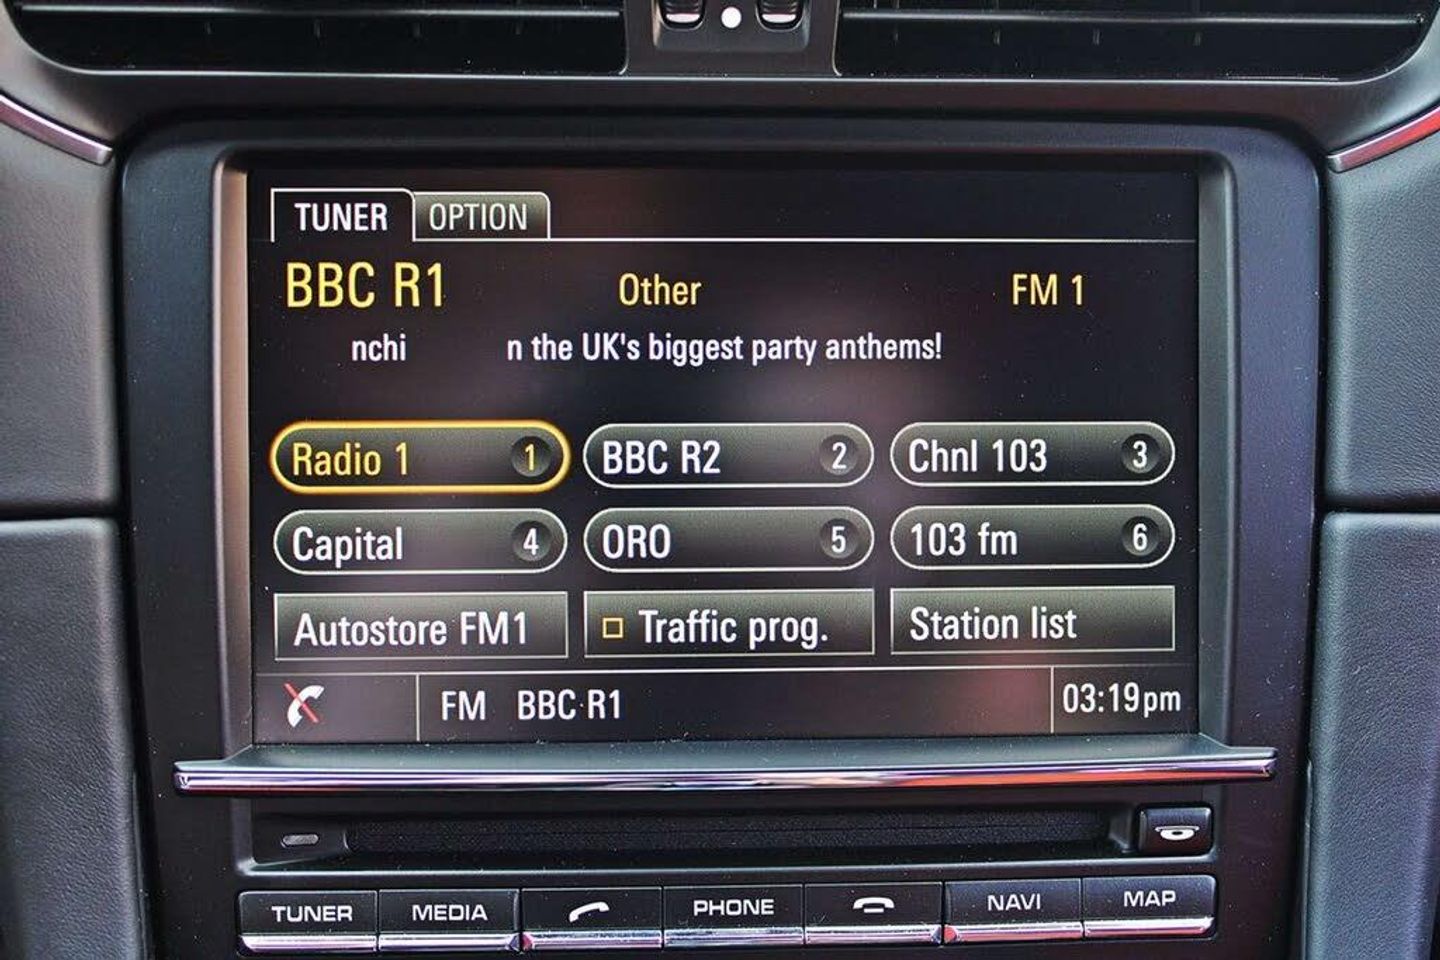 TUNER OPTION
BBC R1 Other FM 1
nchi n the UK's biggest party anthems!
Radio 1 1 BBC R2 2 Chnl 103 3
Capital 4 ORO 5 103 fm 6
Autostore FM1 Traffic prog. Station list
FM BBC R1 03:19pm
TUNER MEDIA PHONE NAVI MAP